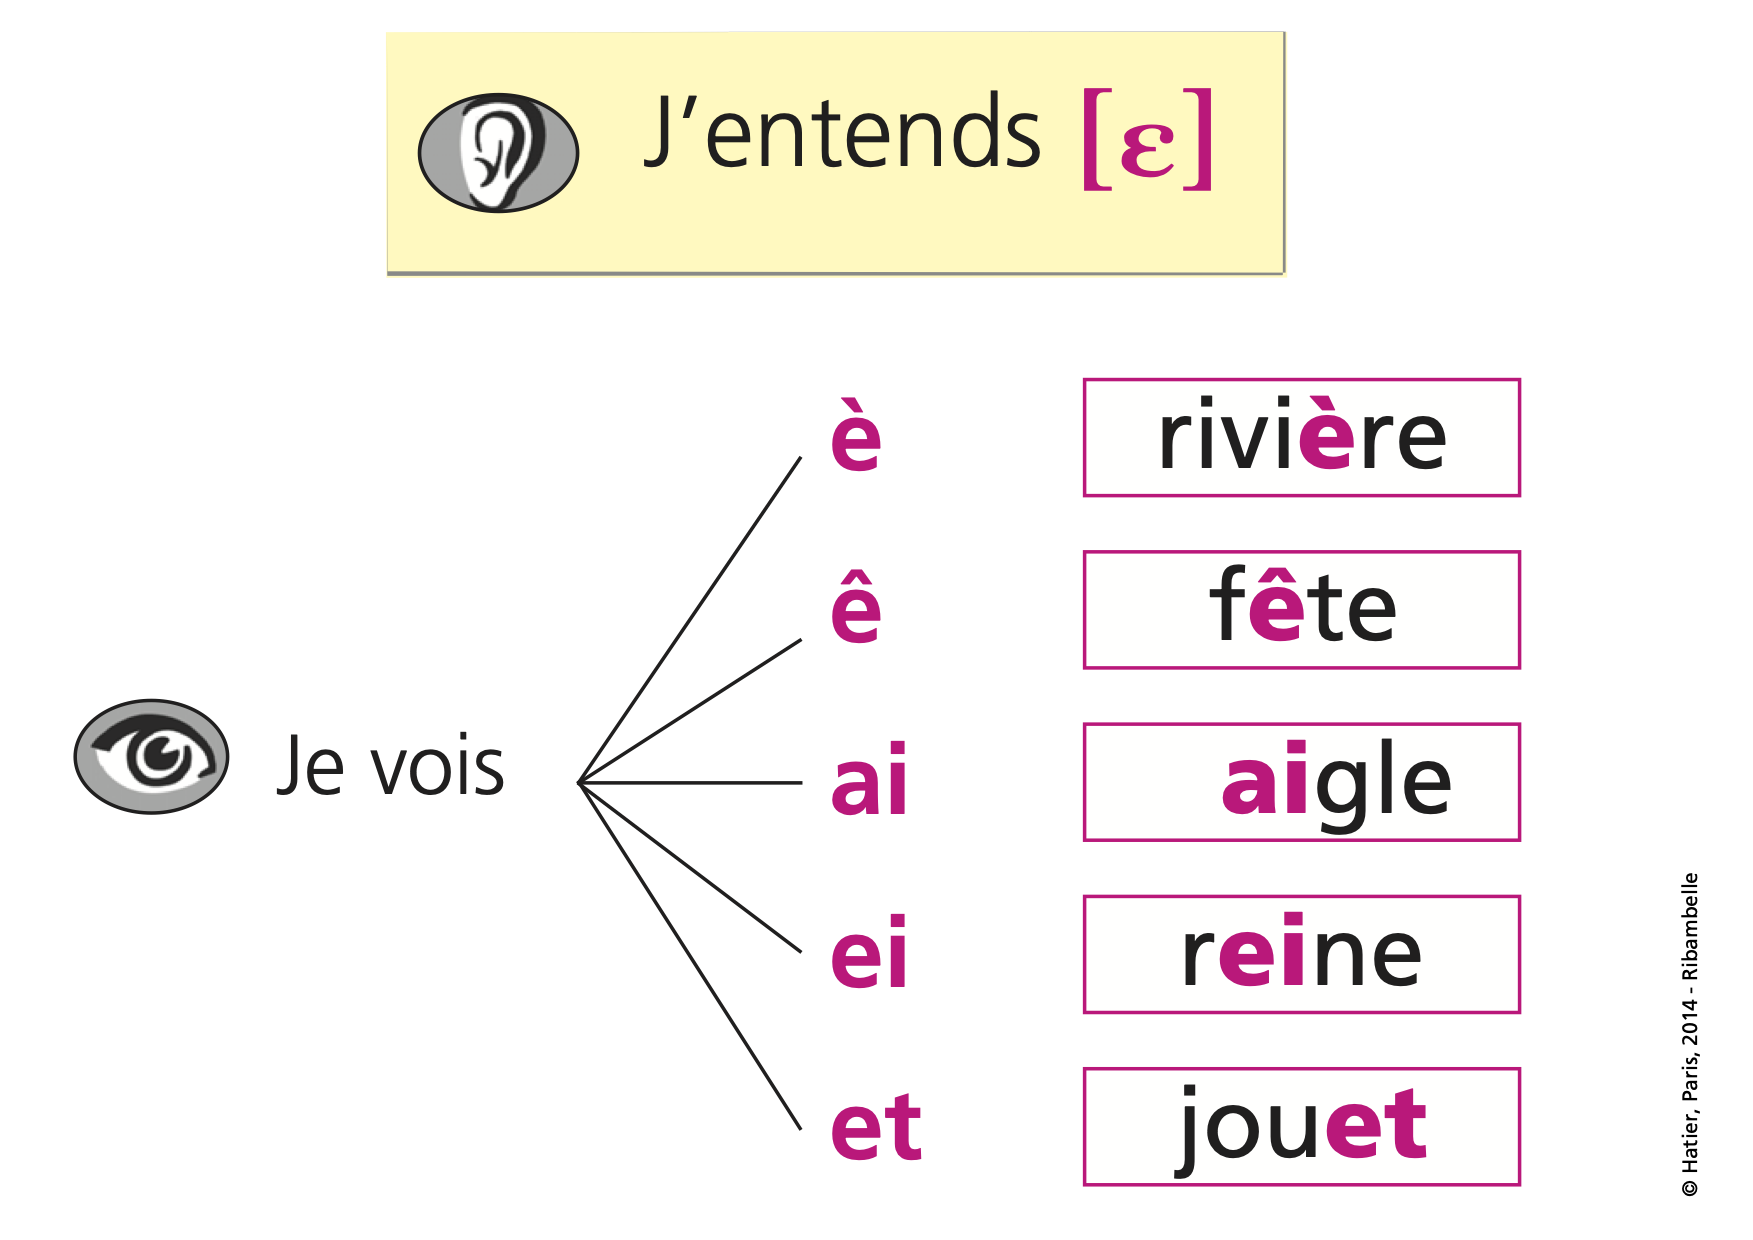 J’entends [ε]
è rivière
ê fête
Je vois
ai aigle
ei reine
et jouet
© Hatier, Paris, 2014 - Ribambelle